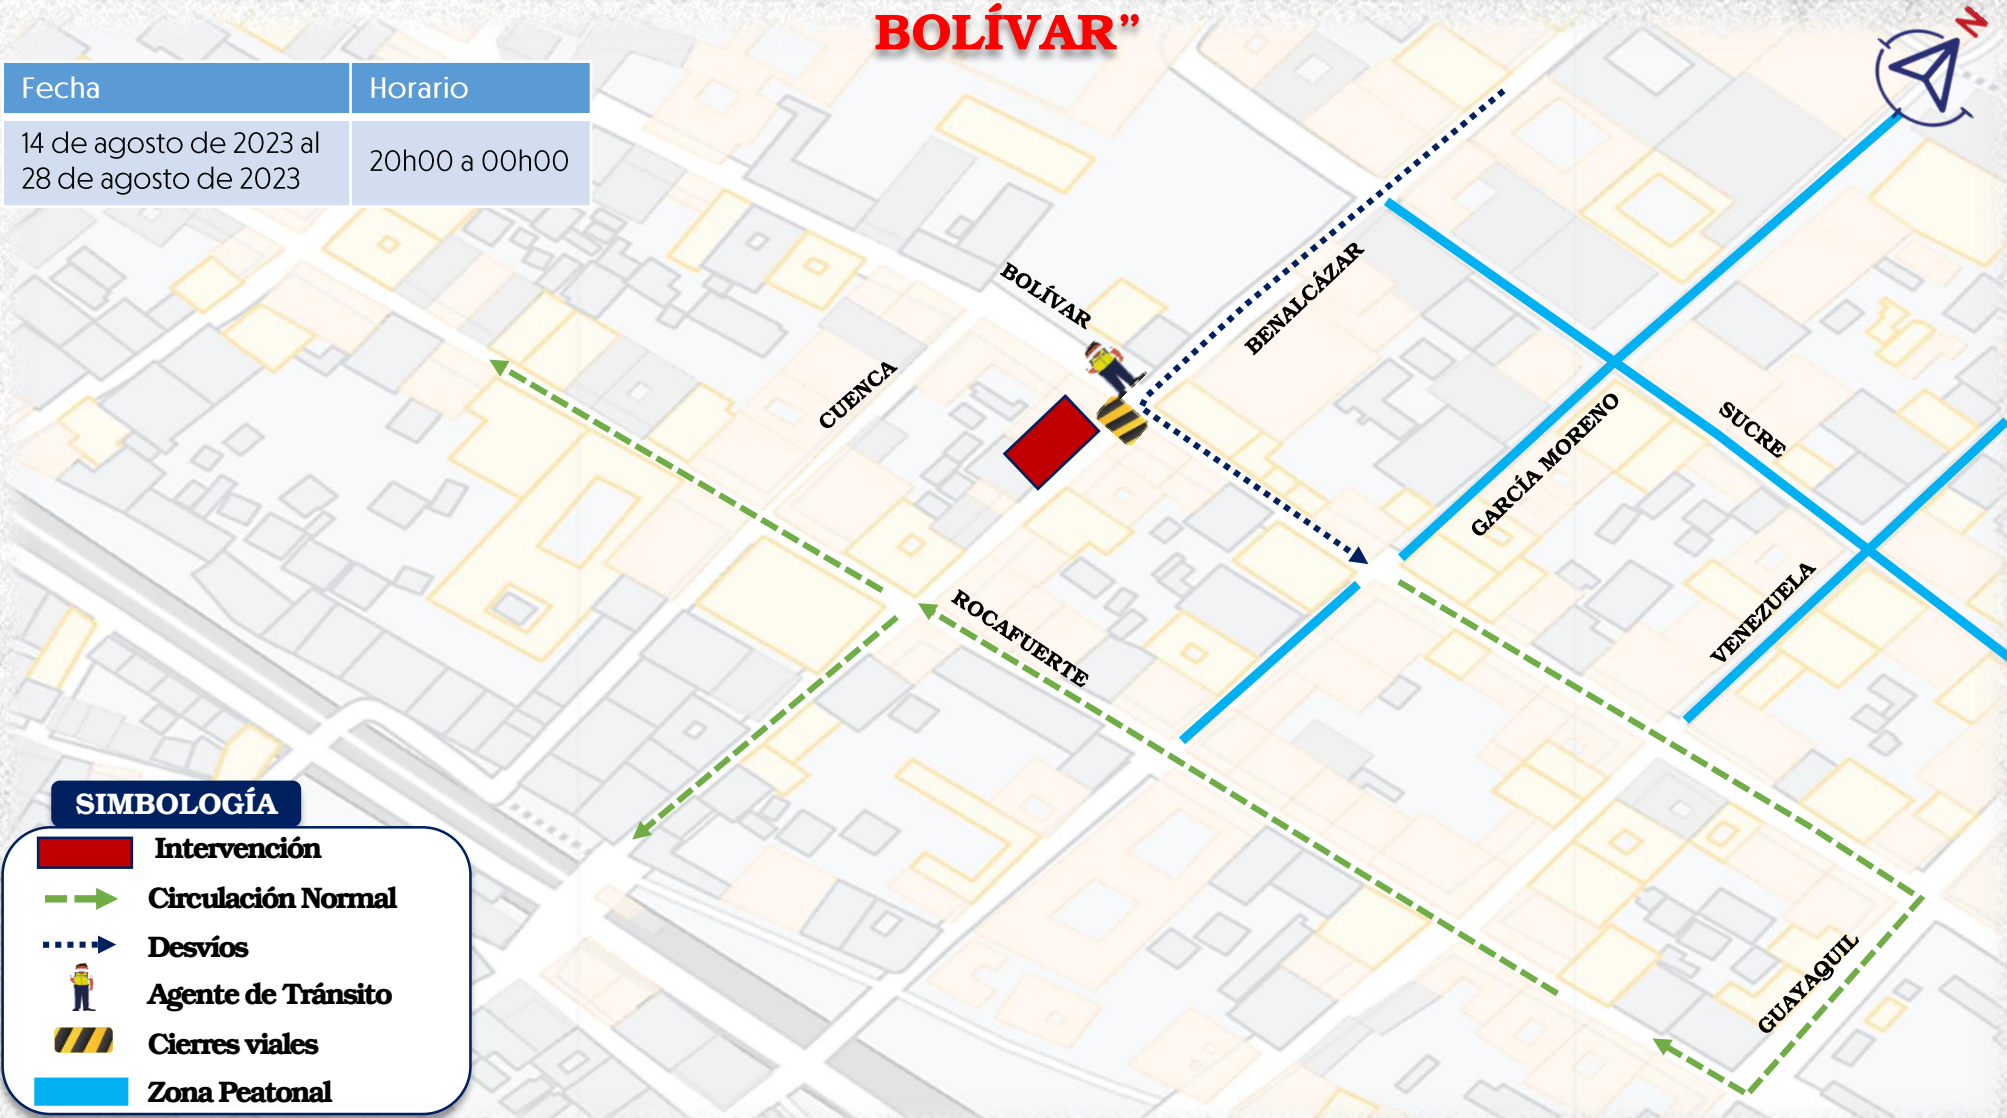 BOLÍVAR”
N
Fecha
Horario
14 de agosto de 2023 al
28 de agosto de 2023
20h00 a 00h00
BOLÍVAR
BENALCÁZAR
CUENCA
GARCÍA MORENO
SUCRE
VENEZUELA
ROCAFUERTE
GUAYAQUIL
SIMBOLOGÍA
Intervención
Circulación Normal
Desvíos
Agente de Tránsito
Cierres viales
Zona Peatonal